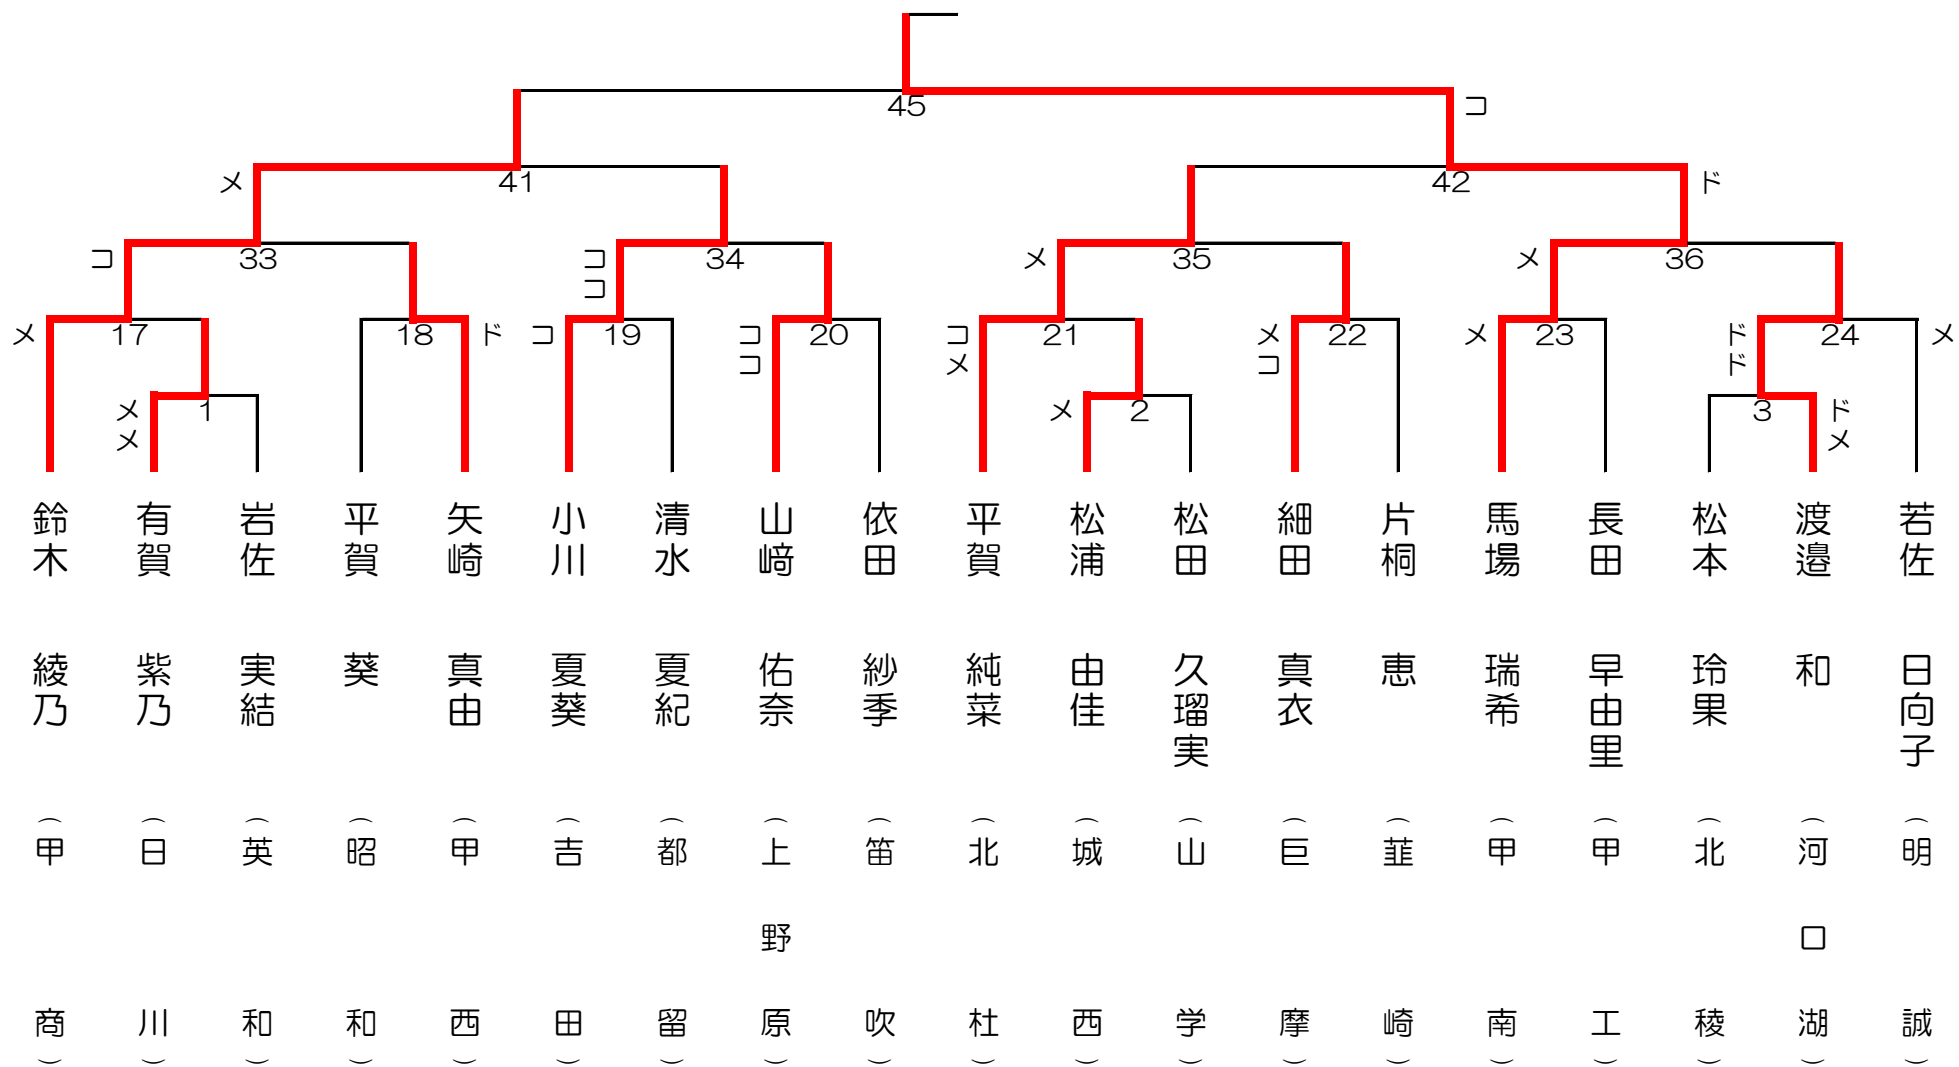 45
コ
メ
41
42
ド
コ
33
ココ
34
メ
35
メ
36
メ
17
18
ド
コ
19
ココ
20
コメ
21
メコ
22
メ
23
ドド
24
メ
メメ
1
メ
2
3
ドメ
鈴木 綾乃 (甲商)
有賀 紫乃 (日川)
岩佐 実結 (英和)
平賀 葵 (昭和)
矢崎 真由 (甲西)
小川 夏葵 (吉田)
清水 夏紀 (都留)
山﨑 佑奈 (上野原)
依田 紗季 (笛吹)
平賀 純菜 (北杜)
松浦 由佳 (城西)
松田 久瑠実 (山学)
細田 真衣 (巨摩)
片桐 恵 (韮崎)
馬場 瑞希 (甲南)
長田 早由里 (甲工)
松本 玲果 (北稜)
渡邉 和 (河口湖)
若佐 日向子 (明誠)